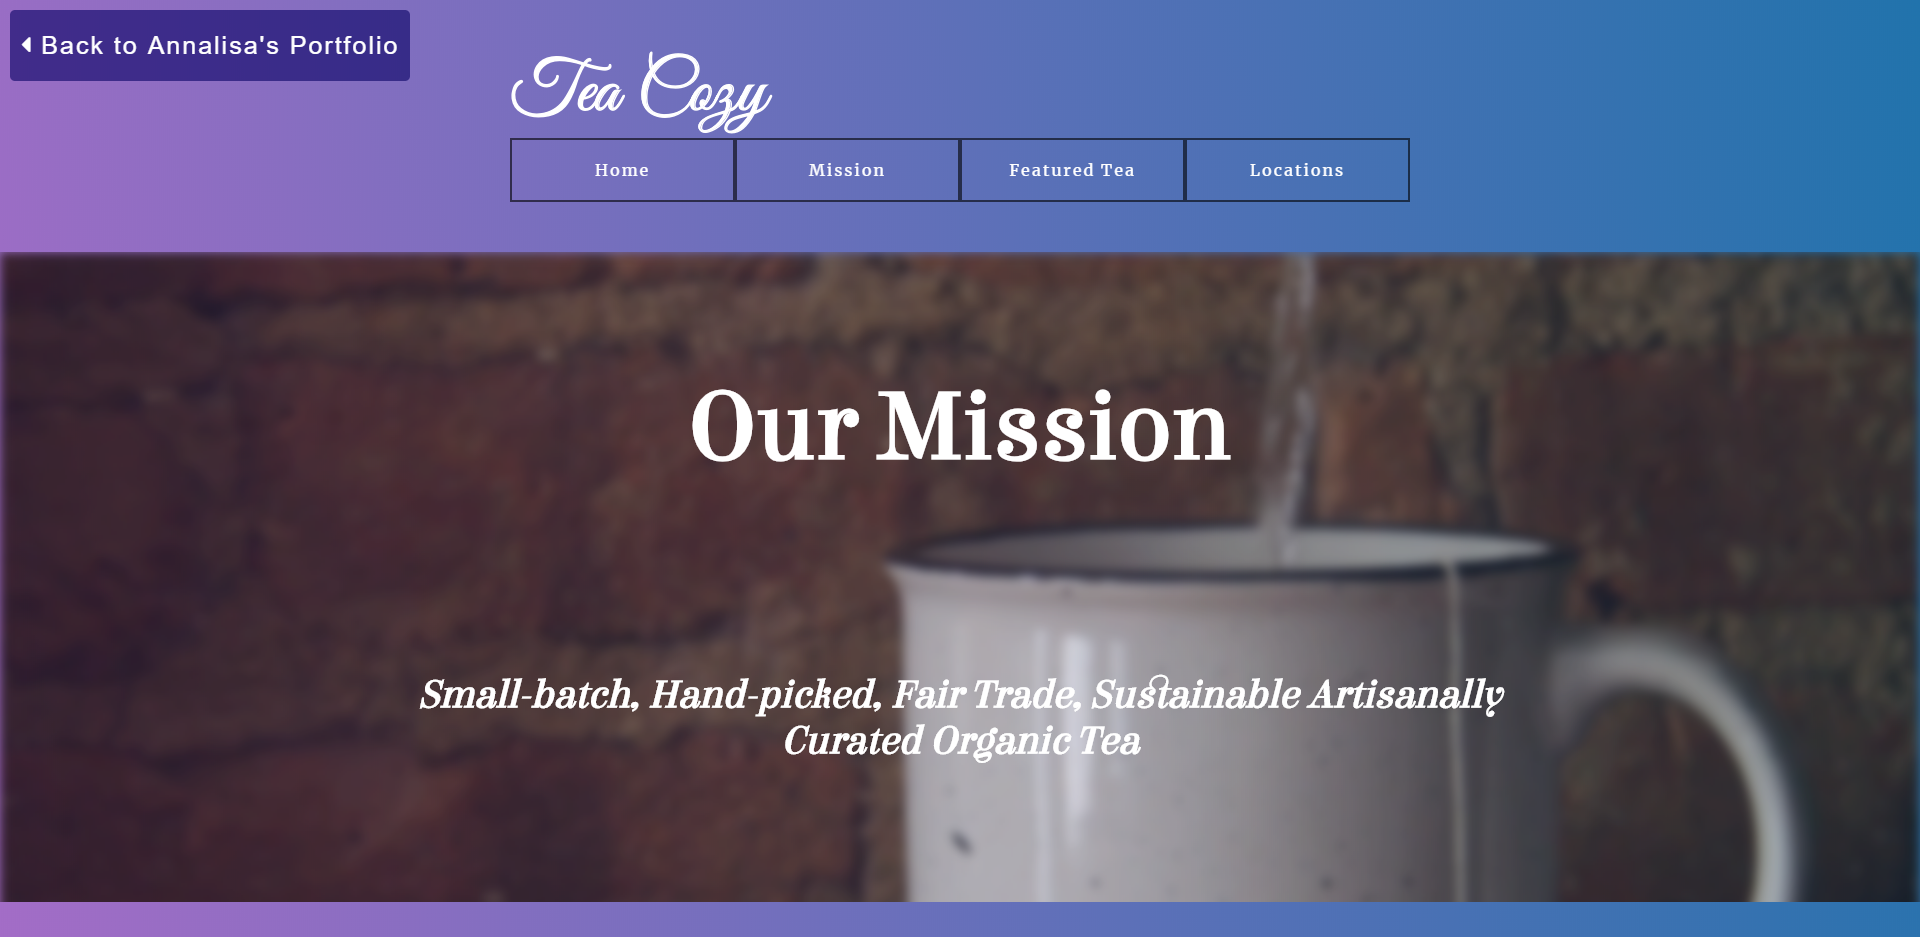 Back to Annalisa's Portfolio
Tea Cozy
Home
Mission
Featured Tea
Locations
Our Mission
Small-batch, Hand-picked, Fair Trade, Sustainable Artisanally
Curated Organic Tea